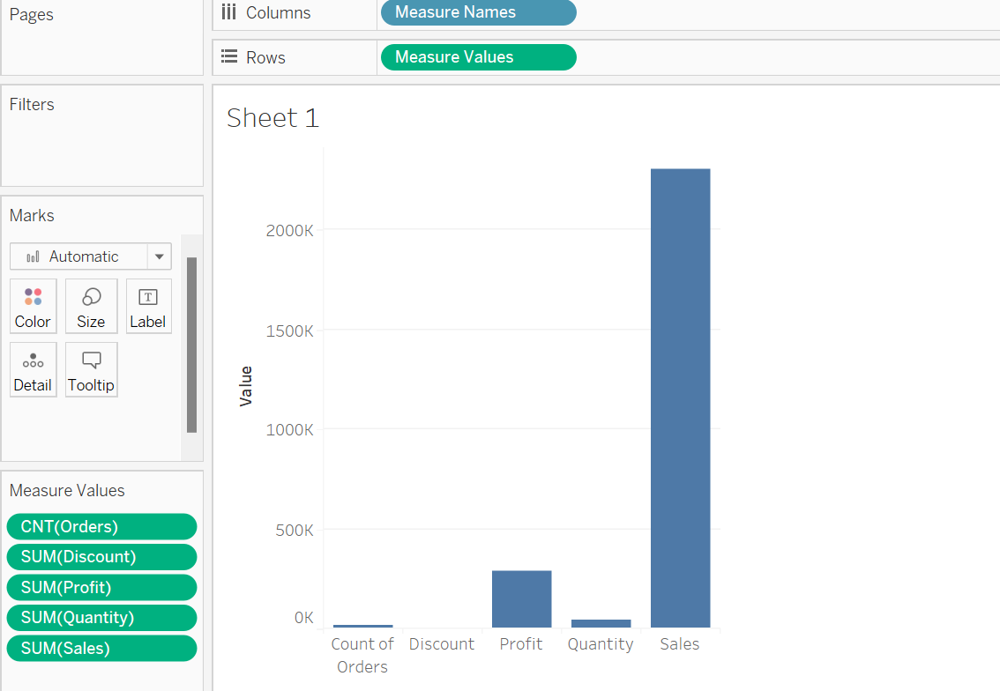 Pages
Columns
Measure Names
Rows
Measure Values
Filters
Sheet 1
Marks
Automatic
Color
Size
T
Label
Detail
Tooltip
Measure Values
CNT(Orders)
SUM(Discount)
SUM(Profit)
SUM(Quantity)
SUM(Sales)
Value
2000K
1500K
1000K
500K
0K
Count of
Orders
Discount
Profit
Quantity
Sales